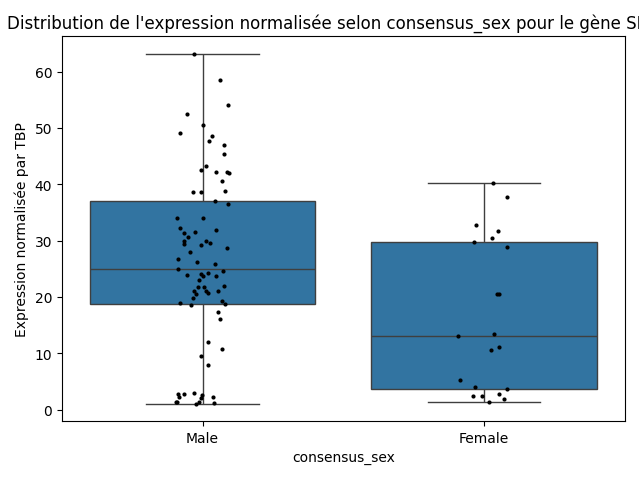 Distribution de l'expression normalisée selon consensus_sex pour le gène
Expression normalisée par TBP
60
50
40
30
20
10
0
Male
Female
consensus_sex